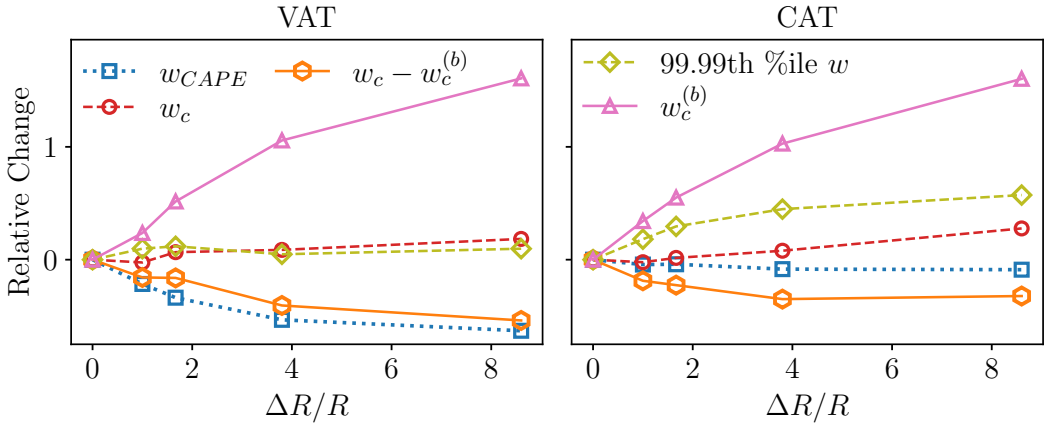 VAT
CAT
w_{CAPE}
w_c - w_c^{(b)}
w_c
99.99th %ile w
w_c^{(b)}
Relative Change
1
0
0 2 4 6 8
0 2 4 6 8
ΔR/R
ΔR/R